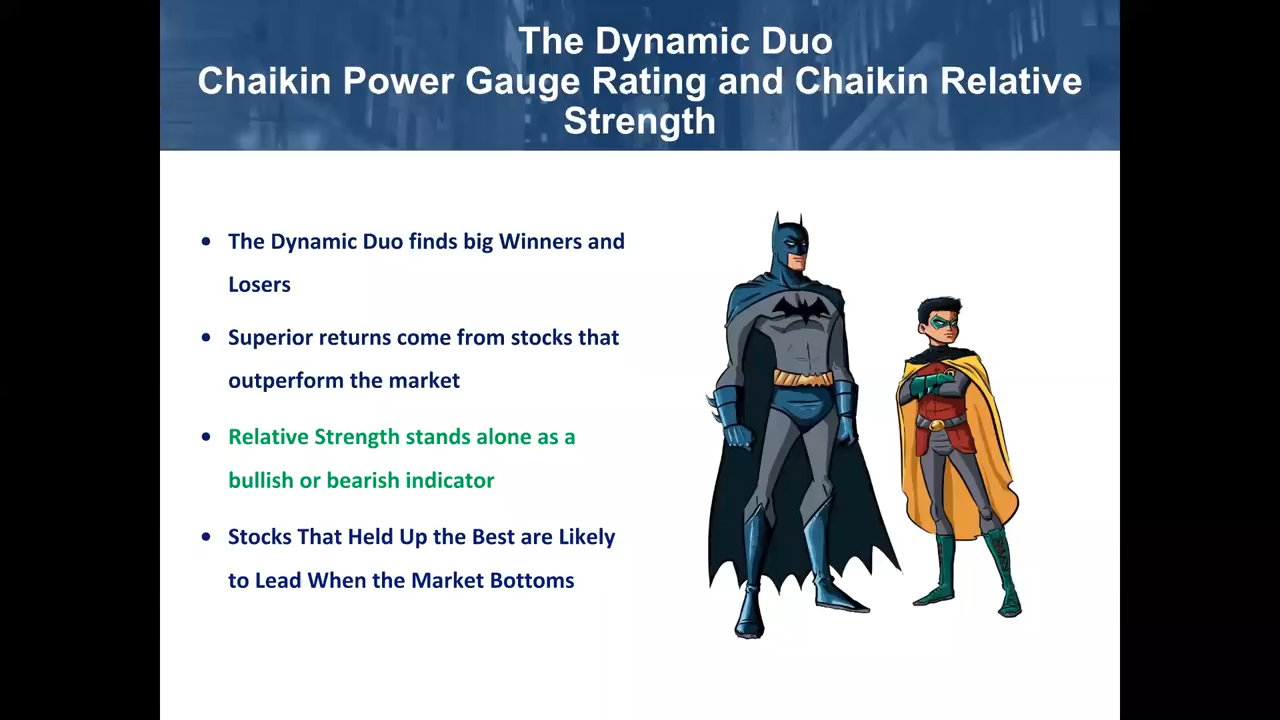 The Dynamic Duo
Chaikin Power Gauge Rating and Chaikin Relative
Strength
• The Dynamic Duo finds big Winners and
Losers
• Superior returns come from stocks that
outperform the market
• Relative Strength stands alone as a
bullish or bearish indicator
• Stocks That Held Up the Best are Likely
to Lead When the Market Bottoms